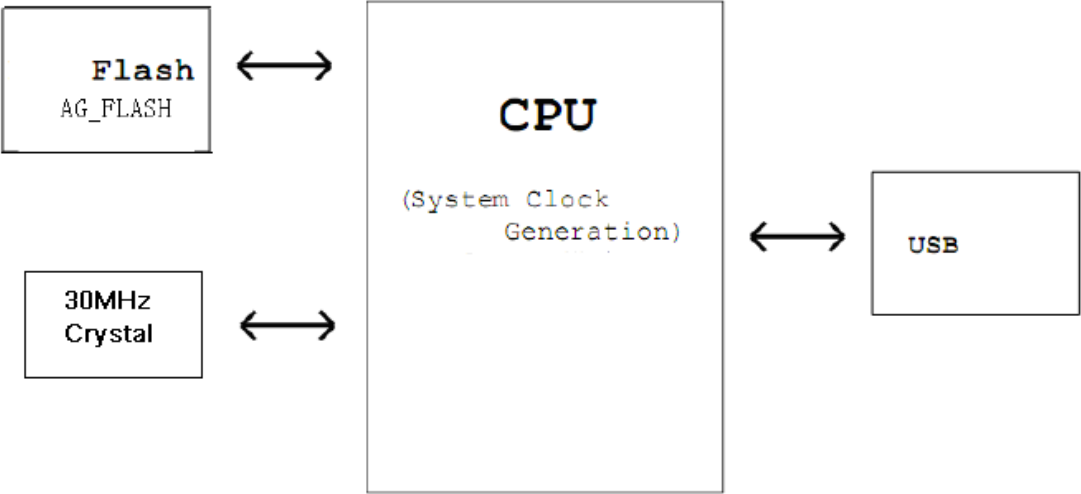 Flash
AG_FLASH
CPU
(System Clock
Generation)
30MHz
Crystal
USB